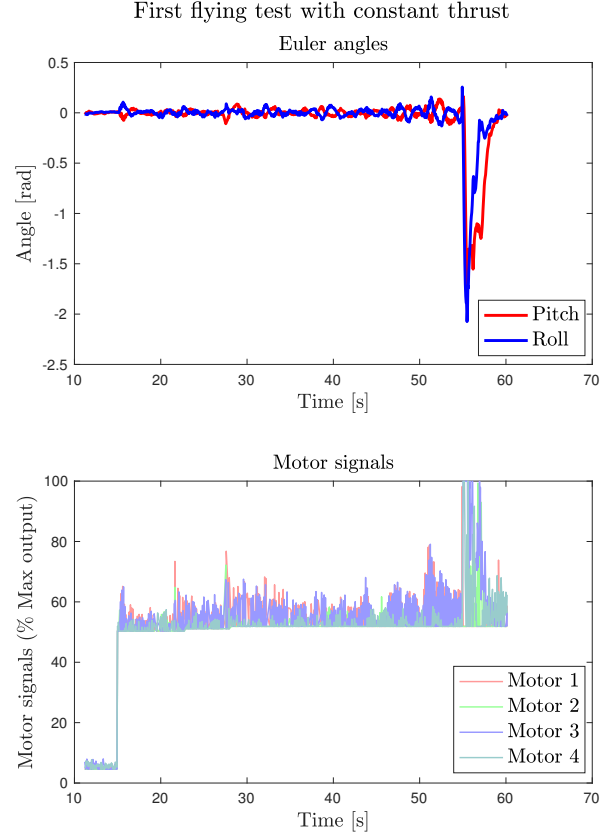 First flying test with constant thrust
Euler angles
0.5
0
-0.5
-1
-1.5
-2
-2.5
Angle [rad]
Pitch
Roll
10 20 30 40 50 60 70
Time [s]
Motor signals
100
80
60
40
20
0
Motor signals (% Max output)
Motor 1
Motor 2
Motor 3
Motor 4
10 20 30 40 50 60 70
Time [s]